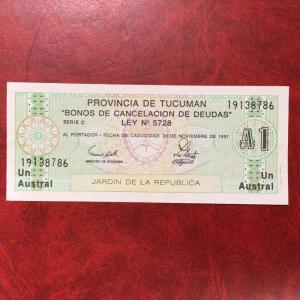 PROVINCIA DE TUCUMAN
"BONOS DE CANCELACION DE DEUDAS"
SERIE C
LEY Nº 5728
19138786
AL PORTADOR - FECHA DE CADUCIDAD 30 DE NOVIEMBRE DE 1991
A1
19138786
Un
Austral
MINISTRO DE ECONOMIA
Un
Austral
JARDIN DE LA REPUBLICA